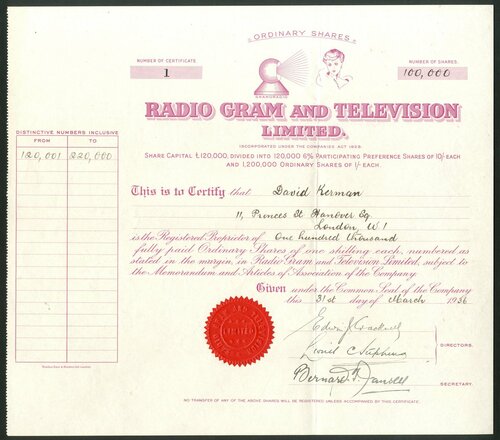 ORDINARY SHARES
NUMBER OF CERTIFICATE
1
NUMBER OF SHARES
100,000
GRANDRADIO
RADIO GRAM AND TELEVISION
LIMITED.
INCORPORATED UNDER THE COMPANIES ACT 1929
SHARE CAPITAL £120,000, DIVIDED INTO 120,000 6% PARTICIPATING PREFERENCE SHARES OF 10/- EACH
AND 1,200,000 ORDINARY SHARES OF 1/- EACH.
DISTINCTIVE NUMBERS INCLUSIVE
FROM TO
120,001 220,000
This is to Certify that David Kerman
11, Princes St Hanover Sq.
London, W.1
is the Registered Proprietor of One hundred thousand
fully paid Ordinary Shares of one shilling each, numbered as
stated in the margin, in Radio Gram and Television Limited, subject to
the Memorandum and Articles of Association of the Company.
Given under the Common Seal of the Company
this 31st day of March 1936
LIMITED
Lionel Stephens
DIRECTORS.
Bernard F.
SECRETARY.
NO TRANSFER OF ANY OF THE ABOVE SHARES WILL BE REGISTERED UNLESS ACCOMPANIED BY THIS CERTIFICATE.